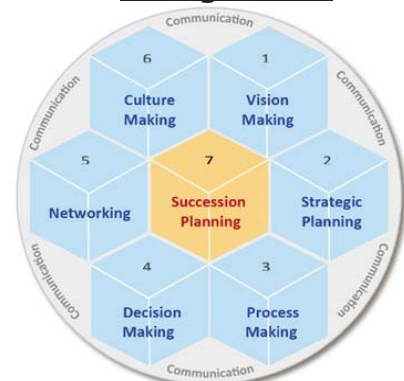 Communication
6
Culture
Making
1
Vision
Making
Communication
Communication
5
Networking
7
Succession
Planning
2
Strategic
Planning
4
Decision
Making
3
Process
Making
Communication
Communication
Communication